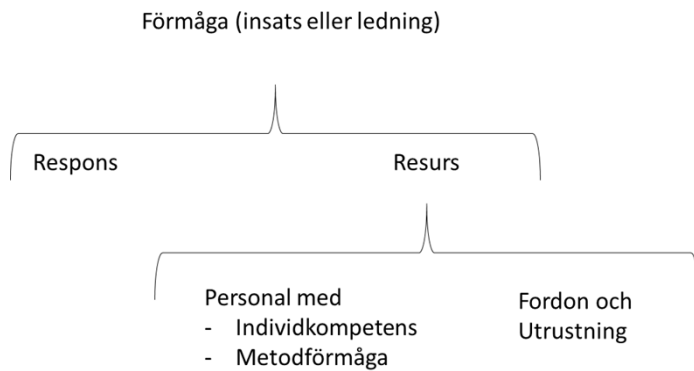 Förmåga (insats eller ledning)
Respons
Resurs
Personal med
- Individkompetens
- Metodförmåga
Fordon och
Utrustning